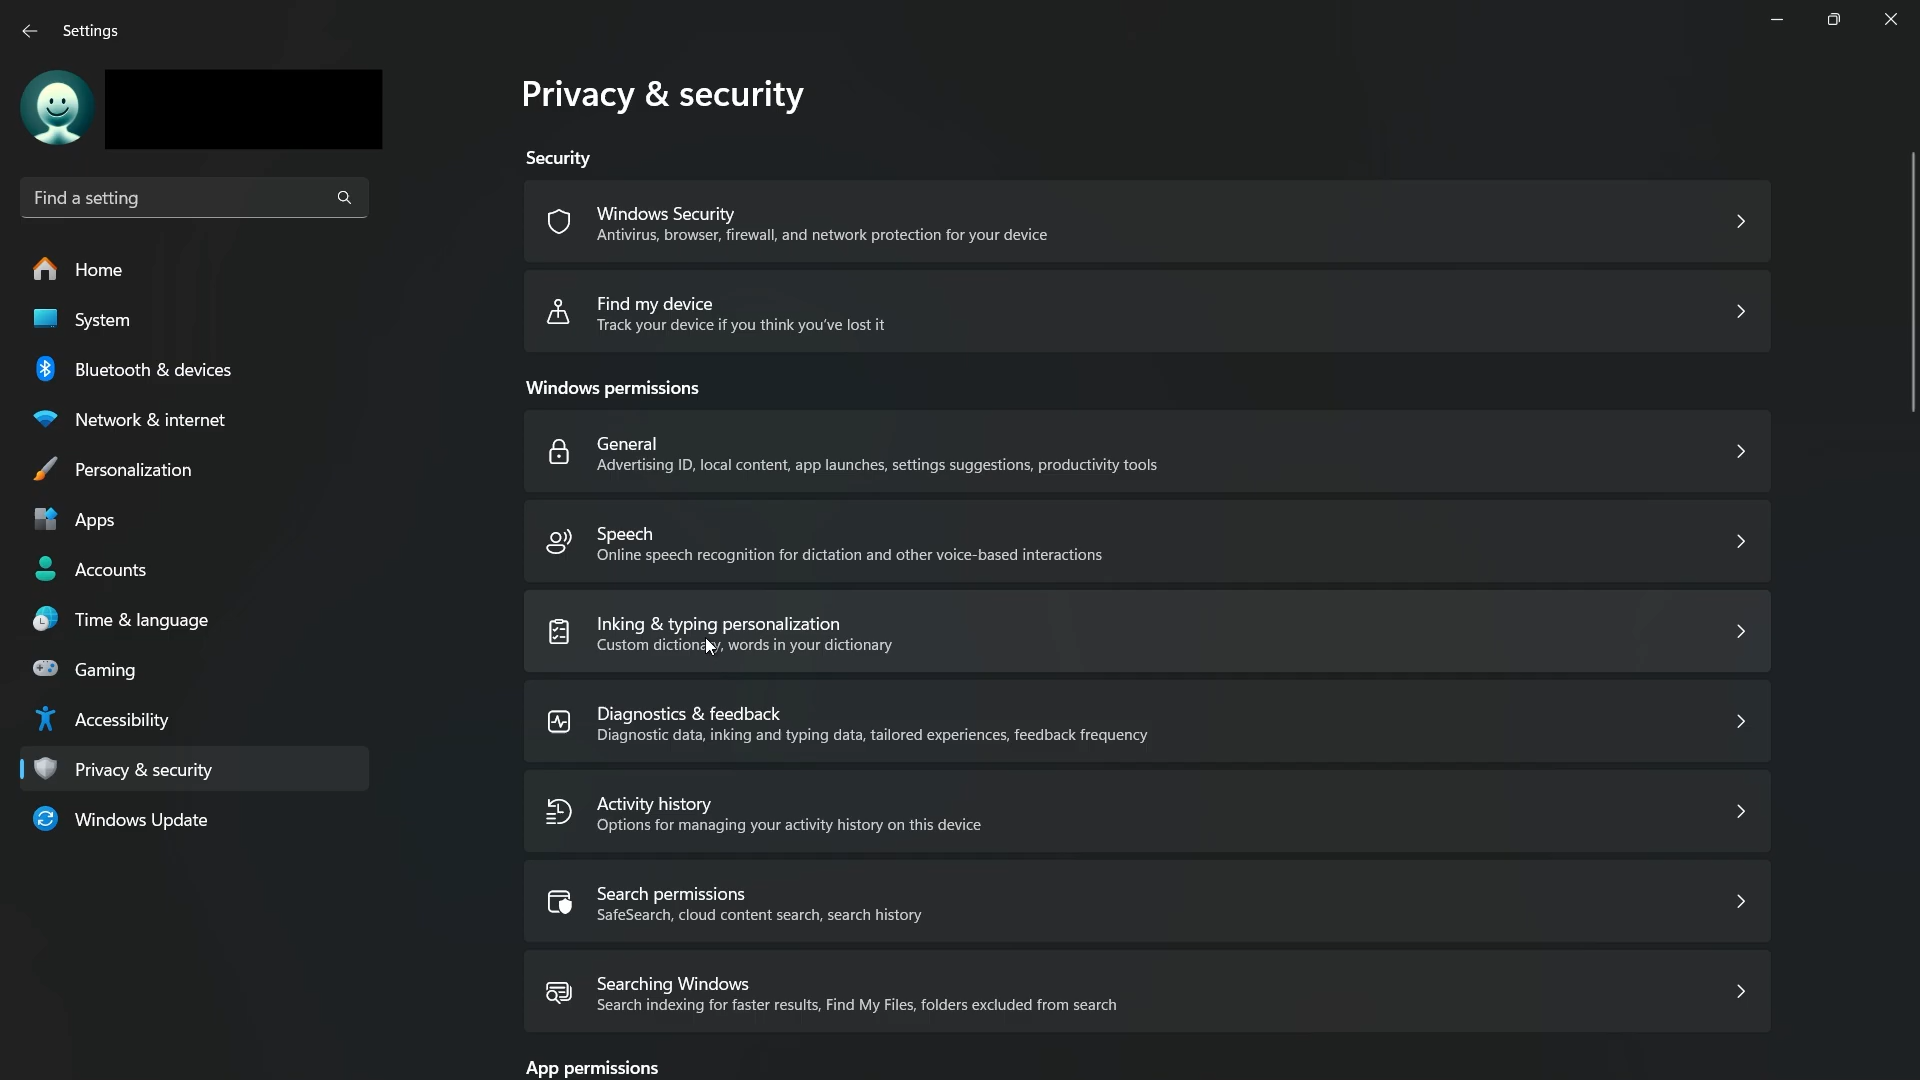 Settings
Find a setting
Home
System
Bluetooth & devices
Network & internet
Personalization
Apps
Accounts
Time & language
Gaming
Accessibility
Privacy & security
Windows Update
Privacy & security
Security
Windows Security
Antivirus, browser, firewall, and network protection for your device
Find my device
Track your device if you think you've lost it
Windows permissions
General
Advertising ID, local content, app launches, settings suggestions, productivity tools
Speech
Online speech recognition for dictation and other voice-based interactions
Inking & typing personalization
Custom dictionary, words in your dictionary
Diagnostics & feedback
Diagnostic data, inking and typing data, tailored experiences, feedback frequency
Activity history
Options for managing your activity history on this device
Search permissions
SafeSearch, cloud content search, search history
Searching Windows
Search indexing for faster results, Find My Files, folders excluded from search
App permissions